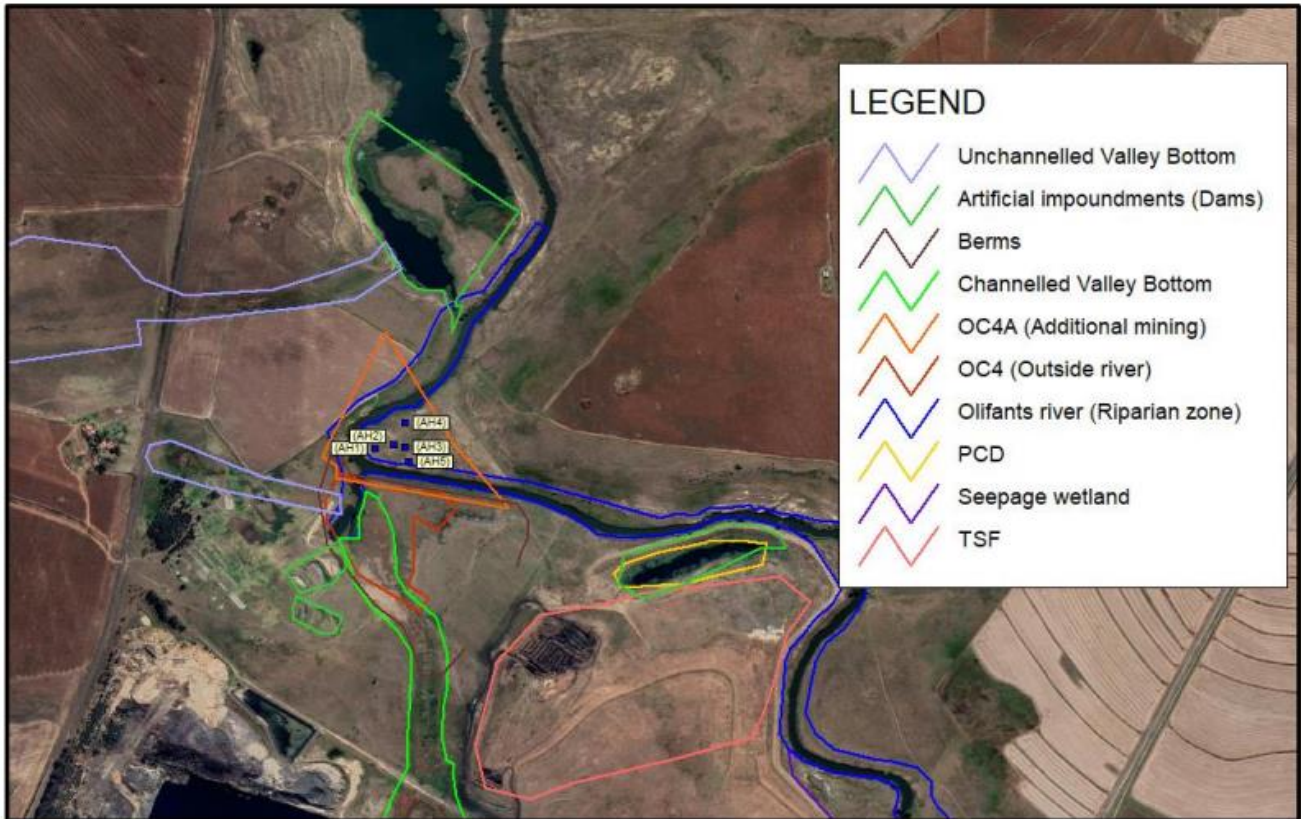 LEGEND
Unchannelled Valley Bottom
Artificial impoundments (Dams)
Berms
Channelled Valley Bottom
OC4A (Additional mining)
OC4 (Outside river)
Olifants river (Riparian zone)
PCD
Seepage wetland
TSF
(AH4)
(AH2)
(AH1)
(AH3)
(AH5)